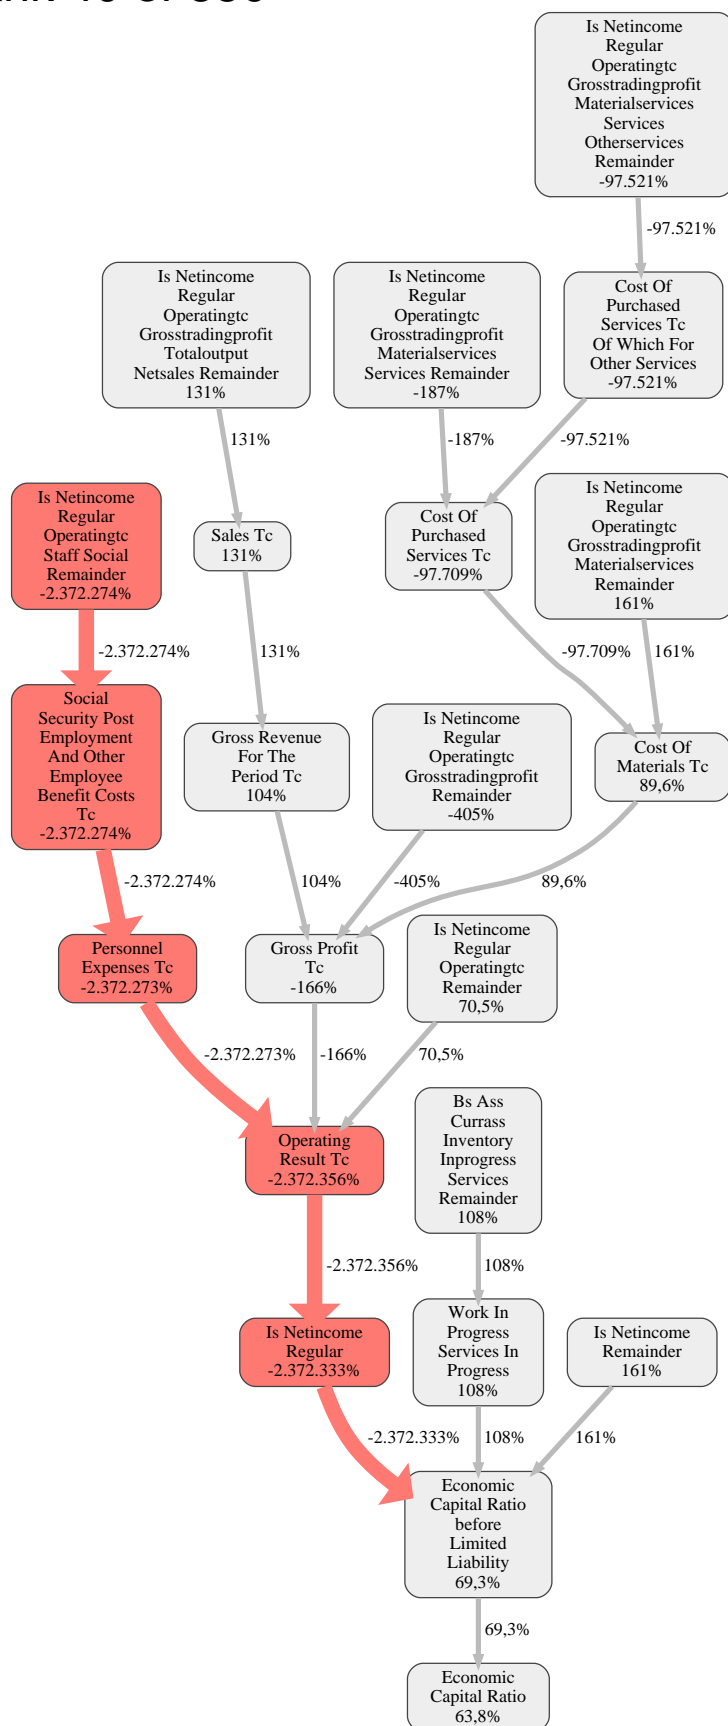 Is Netincome
Regular
Operatingtc
Grosstradingprofit
Materialservices
Services
Otherservices
Remainder
-97.521%
-97.521%
Is Netincome
Regular
Operatingtc
Grosstradingprofit
Totaloutput
Netsales Remainder
131%
Is Netincome
Regular
Operatingtc
Grosstradingprofit
Materialservices
Services Remainder
-187%
Cost Of
Purchased
Services Tc
Of Which For
Other Services
-97.521%
131%
-187%
-97.521%
Is Netincome
Regular
Operatingtc
Staff Social
Remainder
-2.372.274%
Sales Tc
131%
Cost Of
Purchased
Services Tc
-97.709%
Is Netincome
Regular
Operatingtc
Grosstradingprofit
Materialservices
Remainder
161%
-2.372.274%
131%
-97.709%
161%
Social
Security Post
Employment
And Other
Employee
Benefit Costs
Tc
-2.372.274%
Gross Revenue
For The
Period Tc
104%
Is Netincome
Regular
Operatingtc
Grosstradingprofit
Remainder
-405%
Cost Of
Materials Tc
89,6%
-2.372.274%
104%
-405%
89,6%
Personnel
Expenses Tc
-2.372.273%
Gross Profit
Tc
-166%
Is Netincome
Regular
Operatingtc
Remainder
70,5%
-2.372.273%
-166%
70,5%
Operating
Result Tc
-2.372.356%
Bs Ass
Currass
Inventory
Inprogress
Services
Remainder
108%
-2.372.356%
108%
Is Netincome
Regular
-2.372.333%
Work In
Progress
Services In
Progress
108%
Is Netincome
Remainder
161%
-2.372.333%
108%
161%
Economic
Capital Ratio
before
Limited
Liability
69,3%
69,3%
Economic
Capital Ratio
63,8%